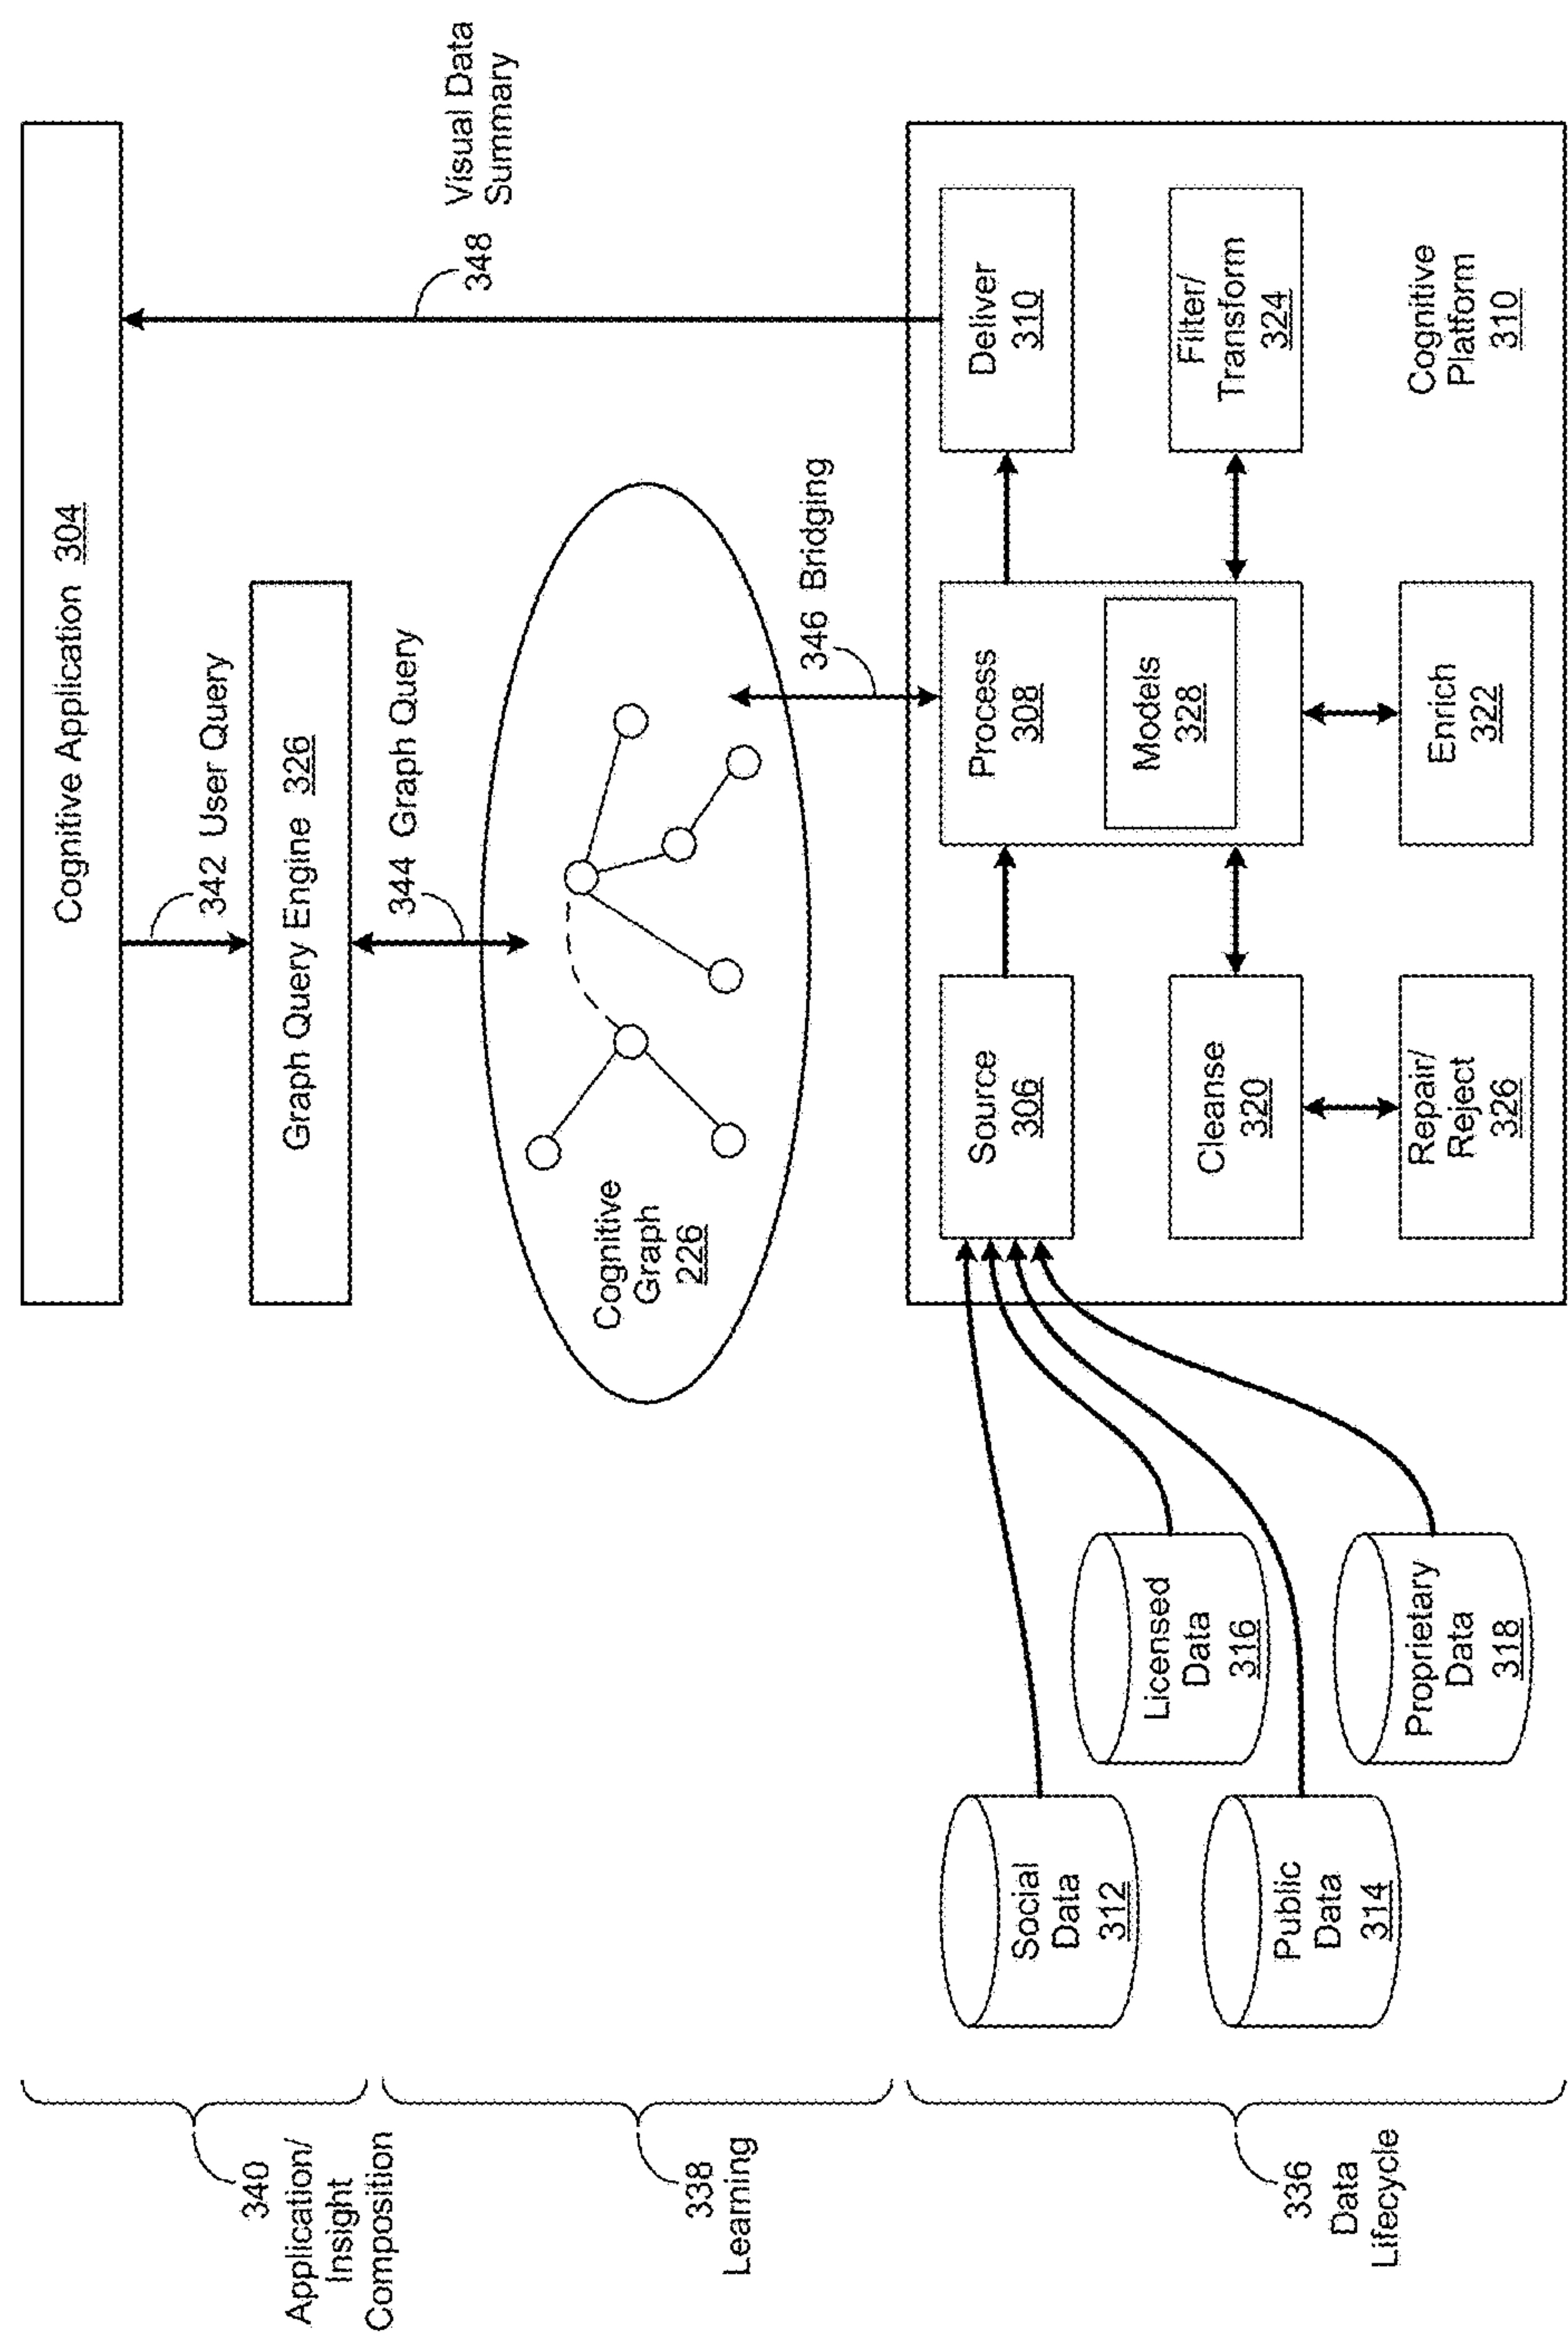 340
Application/
Insight
Composition
338
Learning
336
Data
Lifecycle
Cognitive Application 304
342 User Query
Graph Query Engine 326
344 Graph Query
348
Visual Data
Summary
Cognitive
Graph
226
346 Bridging
Social
Data
312
Licensed
Data
316
Public
Data
314
Proprietary
Data
318
Source
306
Process
308
Models
328
Deliver
310
Cleanse
320
Filter/
Transform
324
Repair/
Reject
326
Enrich
322
Cognitive
Platform
310